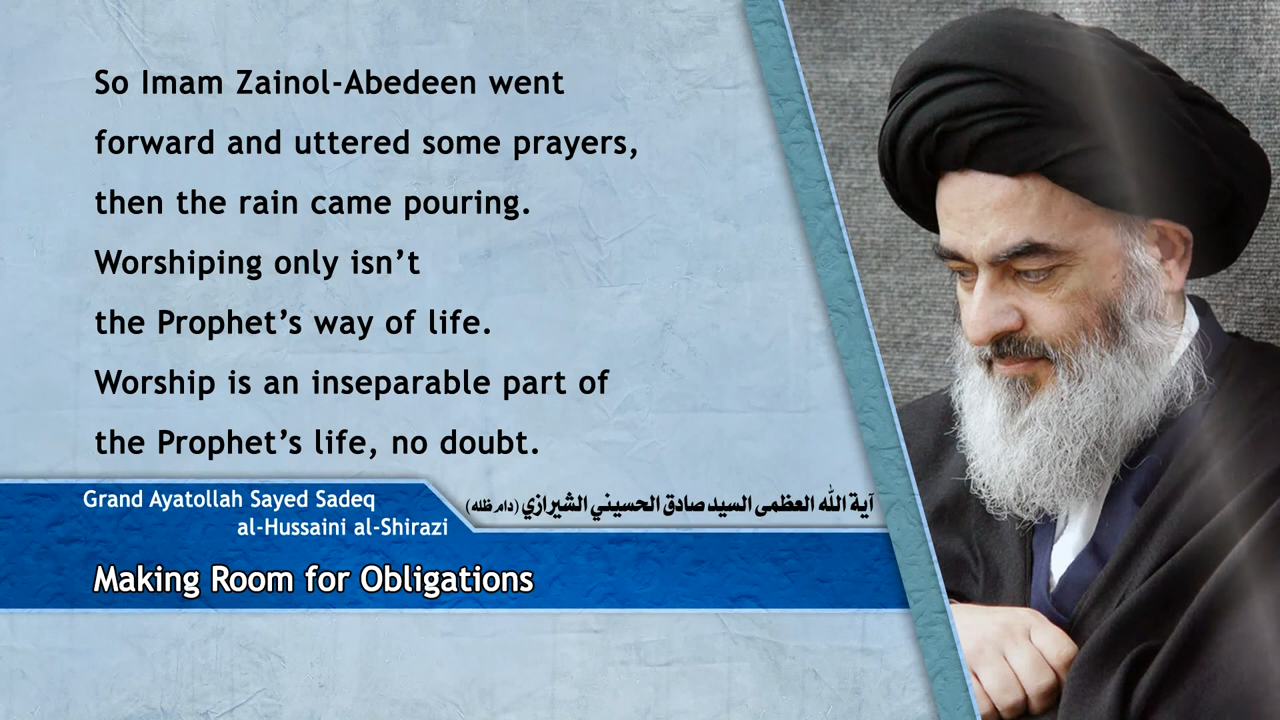 So Imam Zainol-Abedeen went
forward and uttered some prayers,
then the rain came pouring.
Worshiping only isn’t
the Prophet’s way of life.
Worship is an inseparable part of
the Prophet’s life, no doubt.
Grand Ayatollah Sayed Sadeq
al-Hussaini al-Shirazi
آية الله العظمى السيد صادق الحسيني الشيرازي (دام ظله)
Making Room for Obligations